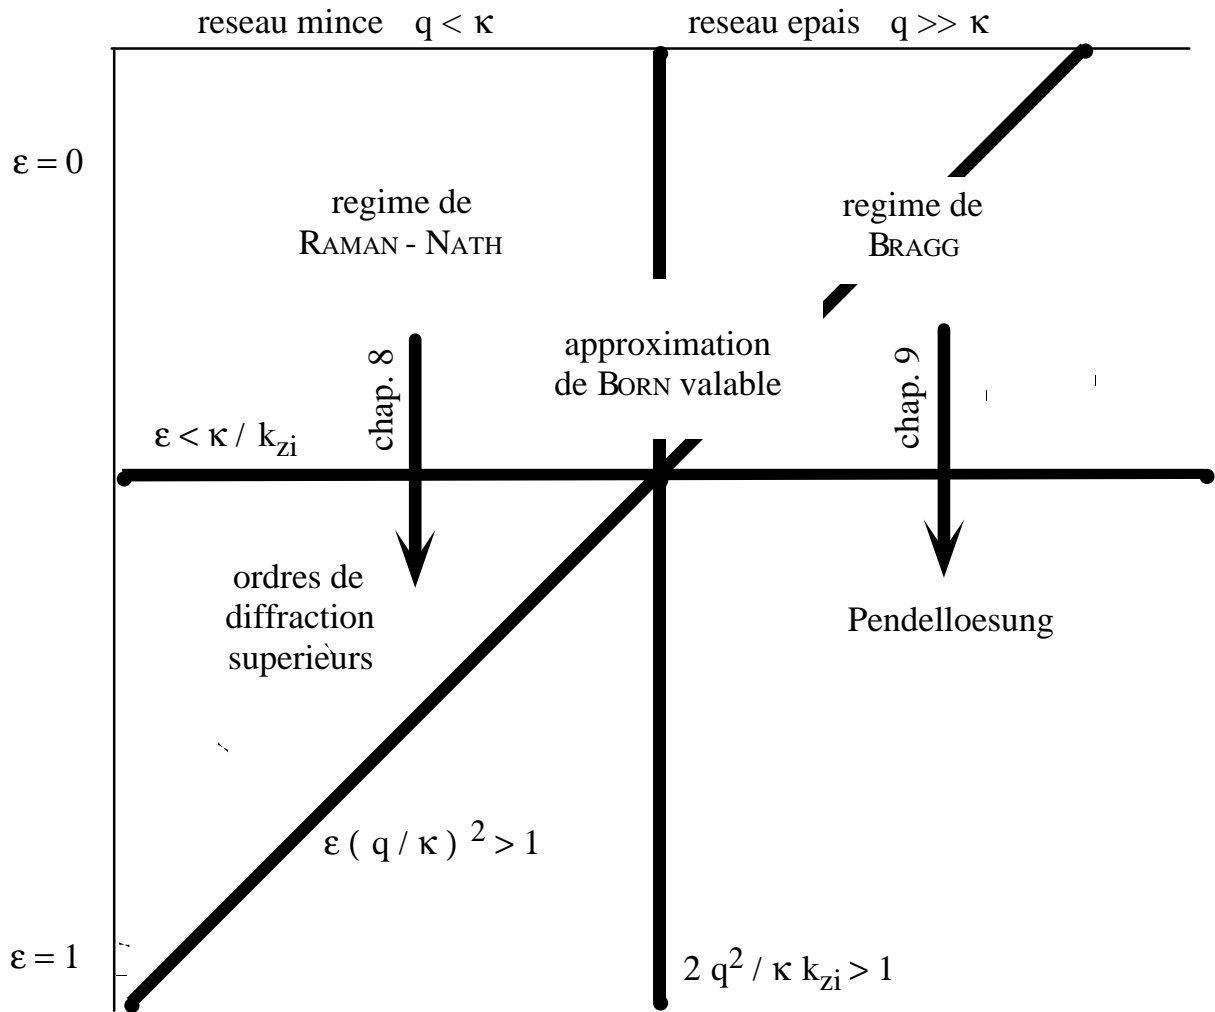 reseau mince q < κ
reseau epais q >> κ
ε = 0
regime de
RAMAN - NATH
regime de
BRAGG
approximation
de BORN valable
chap. 8
chap. 9
ε < κ / kzi
ordres de
diffraction
superieùrs
Pendelloesung
ε ( q / κ ) 2 > 1
ε = 1
2 q2 / κ kzi > 1